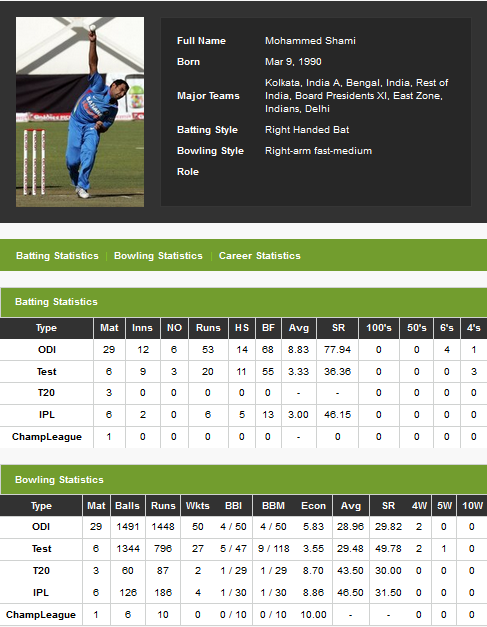 Full Name Mohammed Shami
Born Mar 9, 1990
Major Teams Kolkata, India A, Bengal, India, Rest of
India, Board Presidents XI, East Zone,
Indians, Delhi
Batting Style Right Handed Bat
Bowling Style Right-arm fast-medium
Role
Batting Statistics | Bowling Statistics | Career Statistics
Batting Statistics
Type Mat Inns NO Runs HS BF Avg SR 100's 50's 6's 4's
ODI 29 12 6 53 14 68 8.83 77.94 0 0 4 1
Test 6 9 3 20 11 55 3.33 36.36 0 0 0 3
T20 3 0 0 0 0 0 - - 0 0 0 0
IPL 6 2 0 6 5 13 3.00 46.15 0 0 0 0
ChampLeague 1 0 0 0 0 0 - 0 0 0 0 0
Bowling Statistics
Type Mat Balls Runs Wkts BBI BBM Econ Avg SR 4W 5W 10W
ODI 29 1491 1448 50 4 / 50 4 / 50 5.83 28.96 29.82 2 0 0
Test 6 1344 796 27 5 / 47 9 / 118 3.55 29.48 49.78 2 1 0
T20 3 60 87 2 1 / 29 1 / 29 8.70 43.50 30.00 0 0 0
IPL 6 126 186 4 1 / 30 1 / 30 8.86 46.50 31.50 0 0 0
ChampLeague 1 6 10 0 0 / 10 0 / 10 10.00 - - 0 0 0